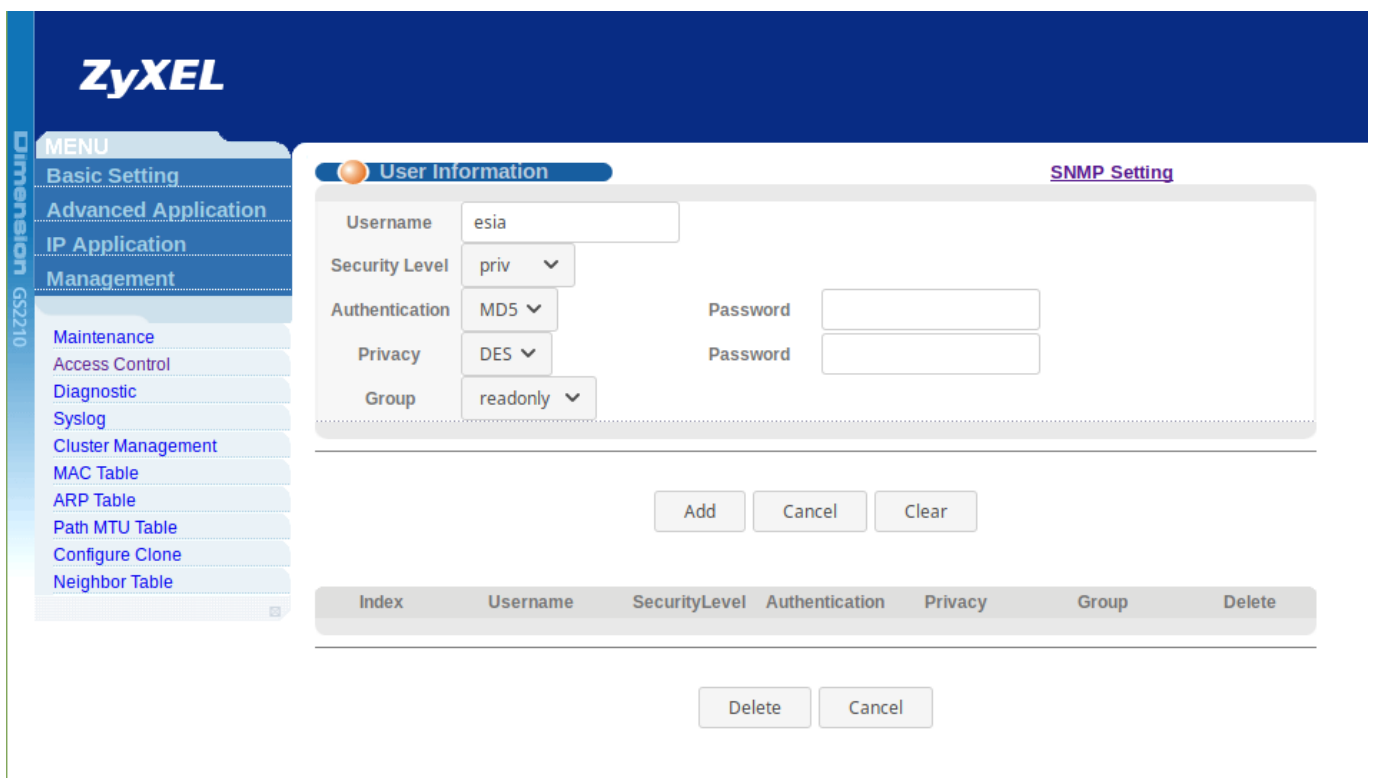 ZyXEL
Dimension GS2210
MENU
Basic Setting
Advanced Application
IP Application
Management
Maintenance
Access Control
Diagnostic
Syslog
Cluster Management
MAC Table
ARP Table
Path MTU Table
Configure Clone
Neighbor Table
User Information SNMP Setting
Username esia
Security Level priv
Authentication MD5 Password
Privacy DES Password
Group readonly
Add Cancel Clear
Index Username SecurityLevel Authentication Privacy Group Delete
Delete Cancel